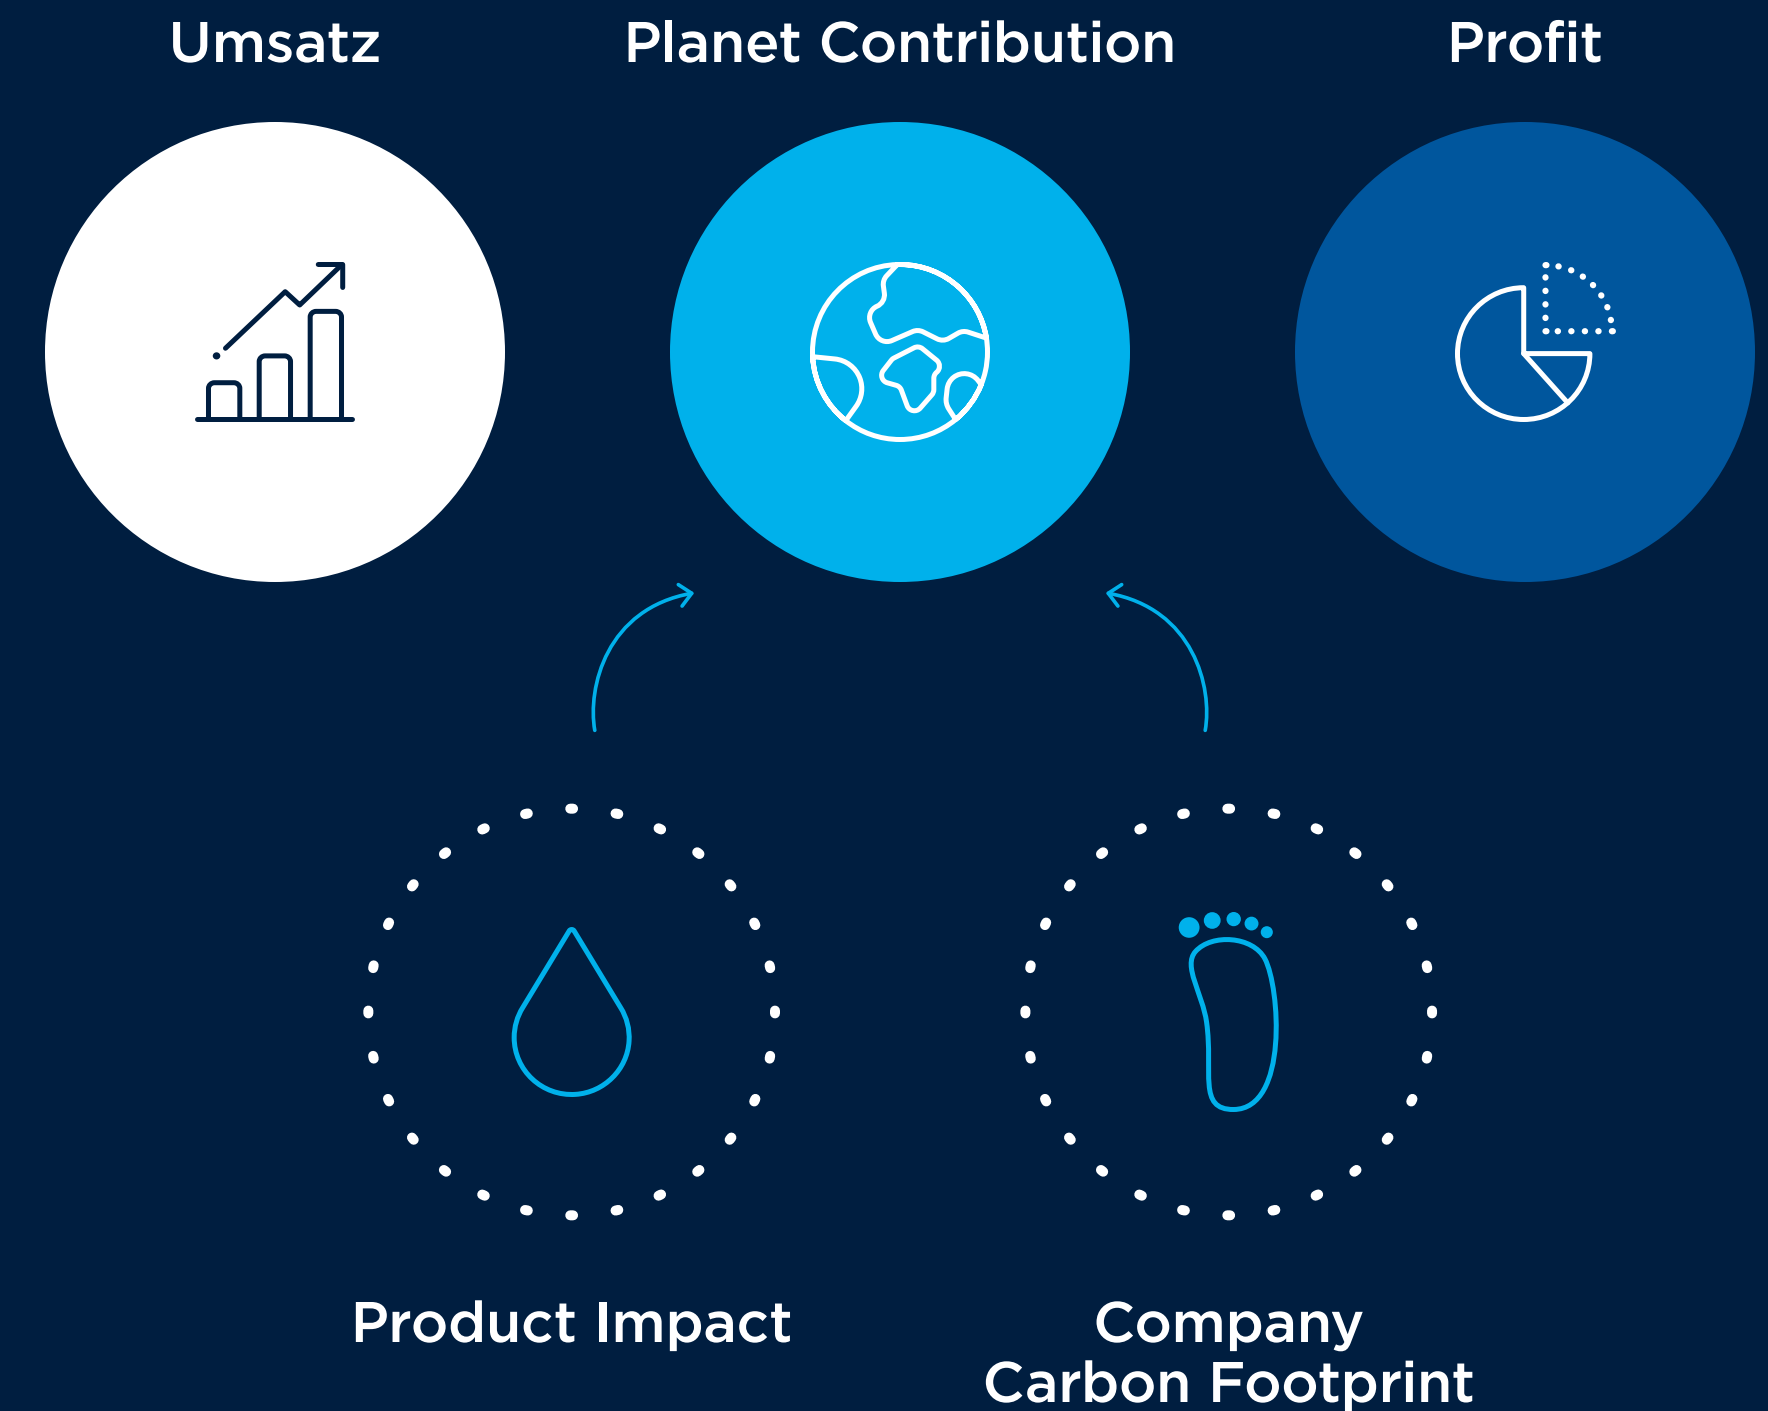 Umsatz
Planet Contribution
Profit
Product Impact
Company
Carbon Footprint